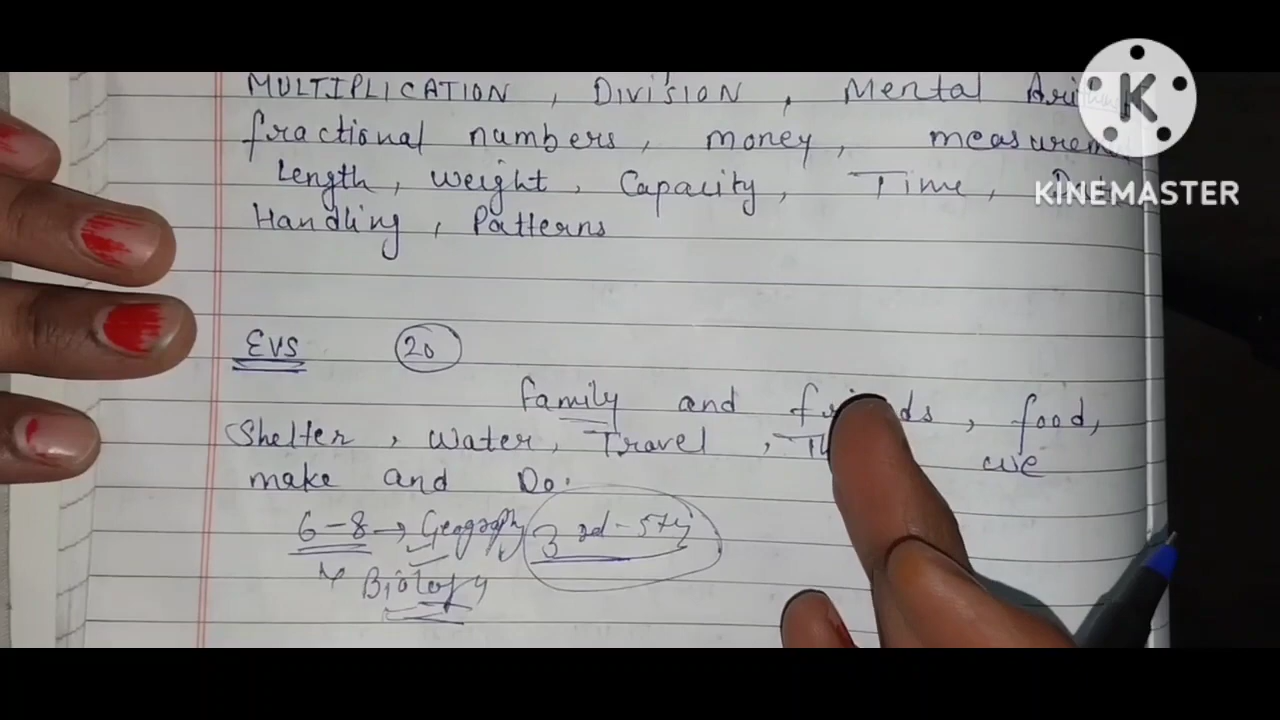 MULTIPLICATION , DIVISION , Mental
fractional numbers, money,
Length, weight, Capacity, Time,
Handling, Patterns
KINEMASTER
EVS 20
family and food,
Shelter, Water, Travel, we
make and Do.
6-8 → Geography 3rd-5th
Biology